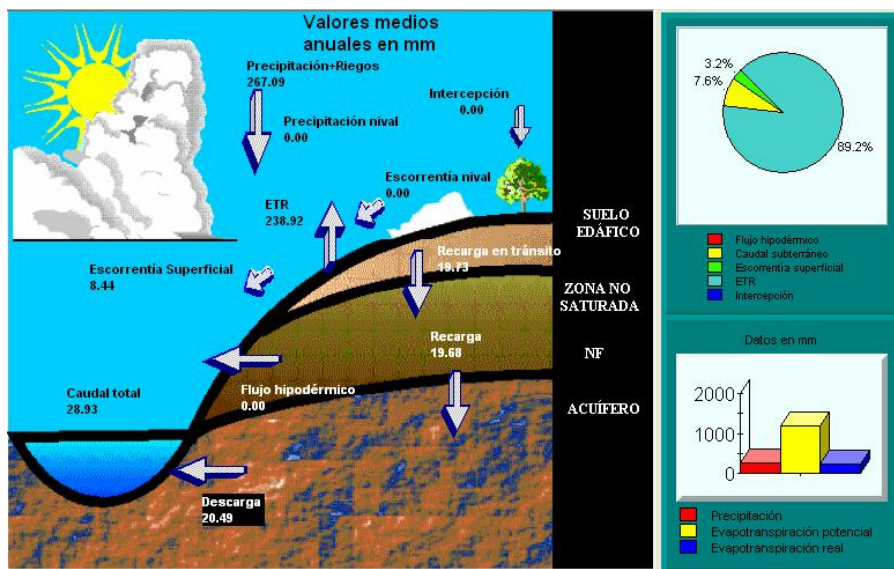 Valores medios
anuales en mm
Precipitación+Riegos
267.09
Intercepción
0.00
Precipitación nival
0.00
Escorrentía nival
0.00
ETR
238.92
SUELO
EDÁFICO
Recarga en trânsito
19.73
Escorrentía Superficial
8.44
ZONA NO
SATURADA
Recarga
19.68
NF
Caudal total
28.93
Flujo hipodérmico
0.00
ACUÍFERO
Descarga
20.49
3.2%
7.6%
89.2%
Flujo hipodérmico
Caudal subterráneo
Escorrentía superficial
ETR
Intercepción
Datos en mm
2000
1000
0
Precipitación
Evapotranspiración potencial
Evapotranspiración real